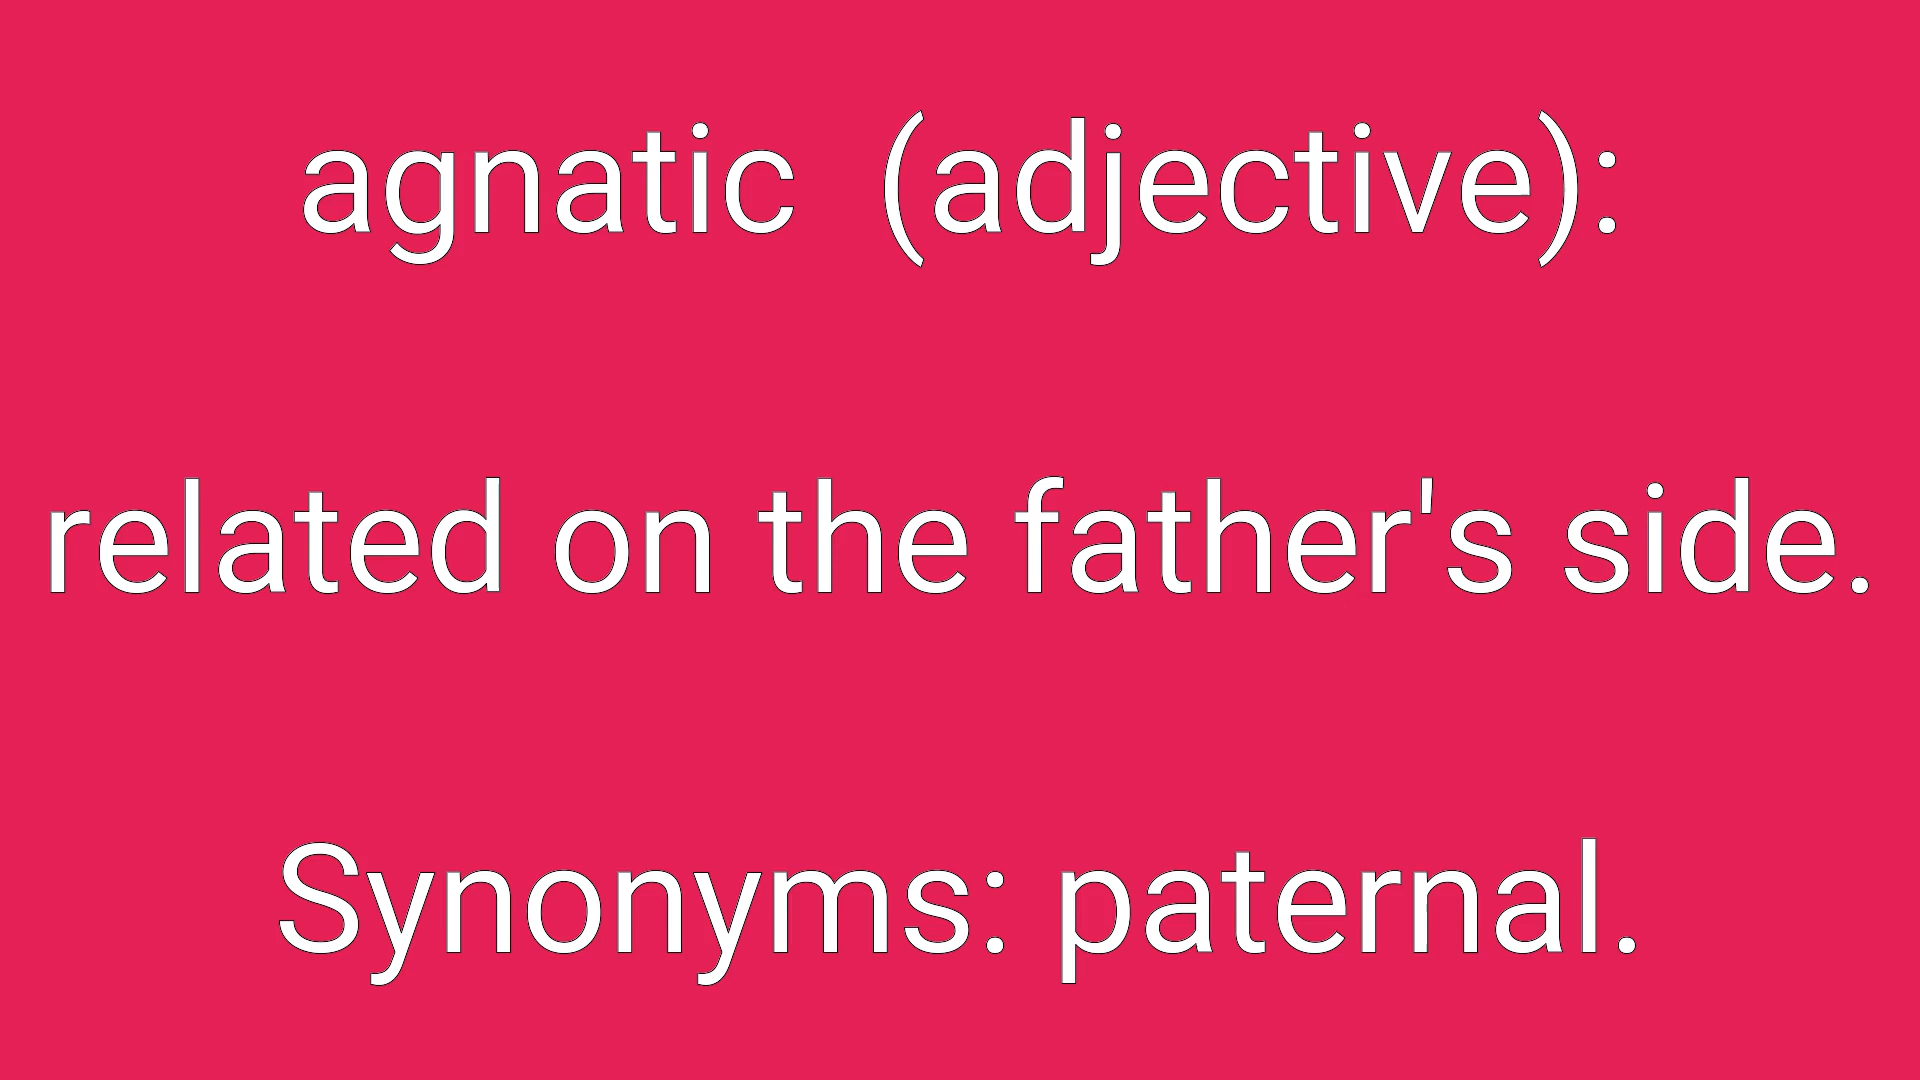 agnatic  (adjective):
related on the father's side.
Synonyms: paternal.